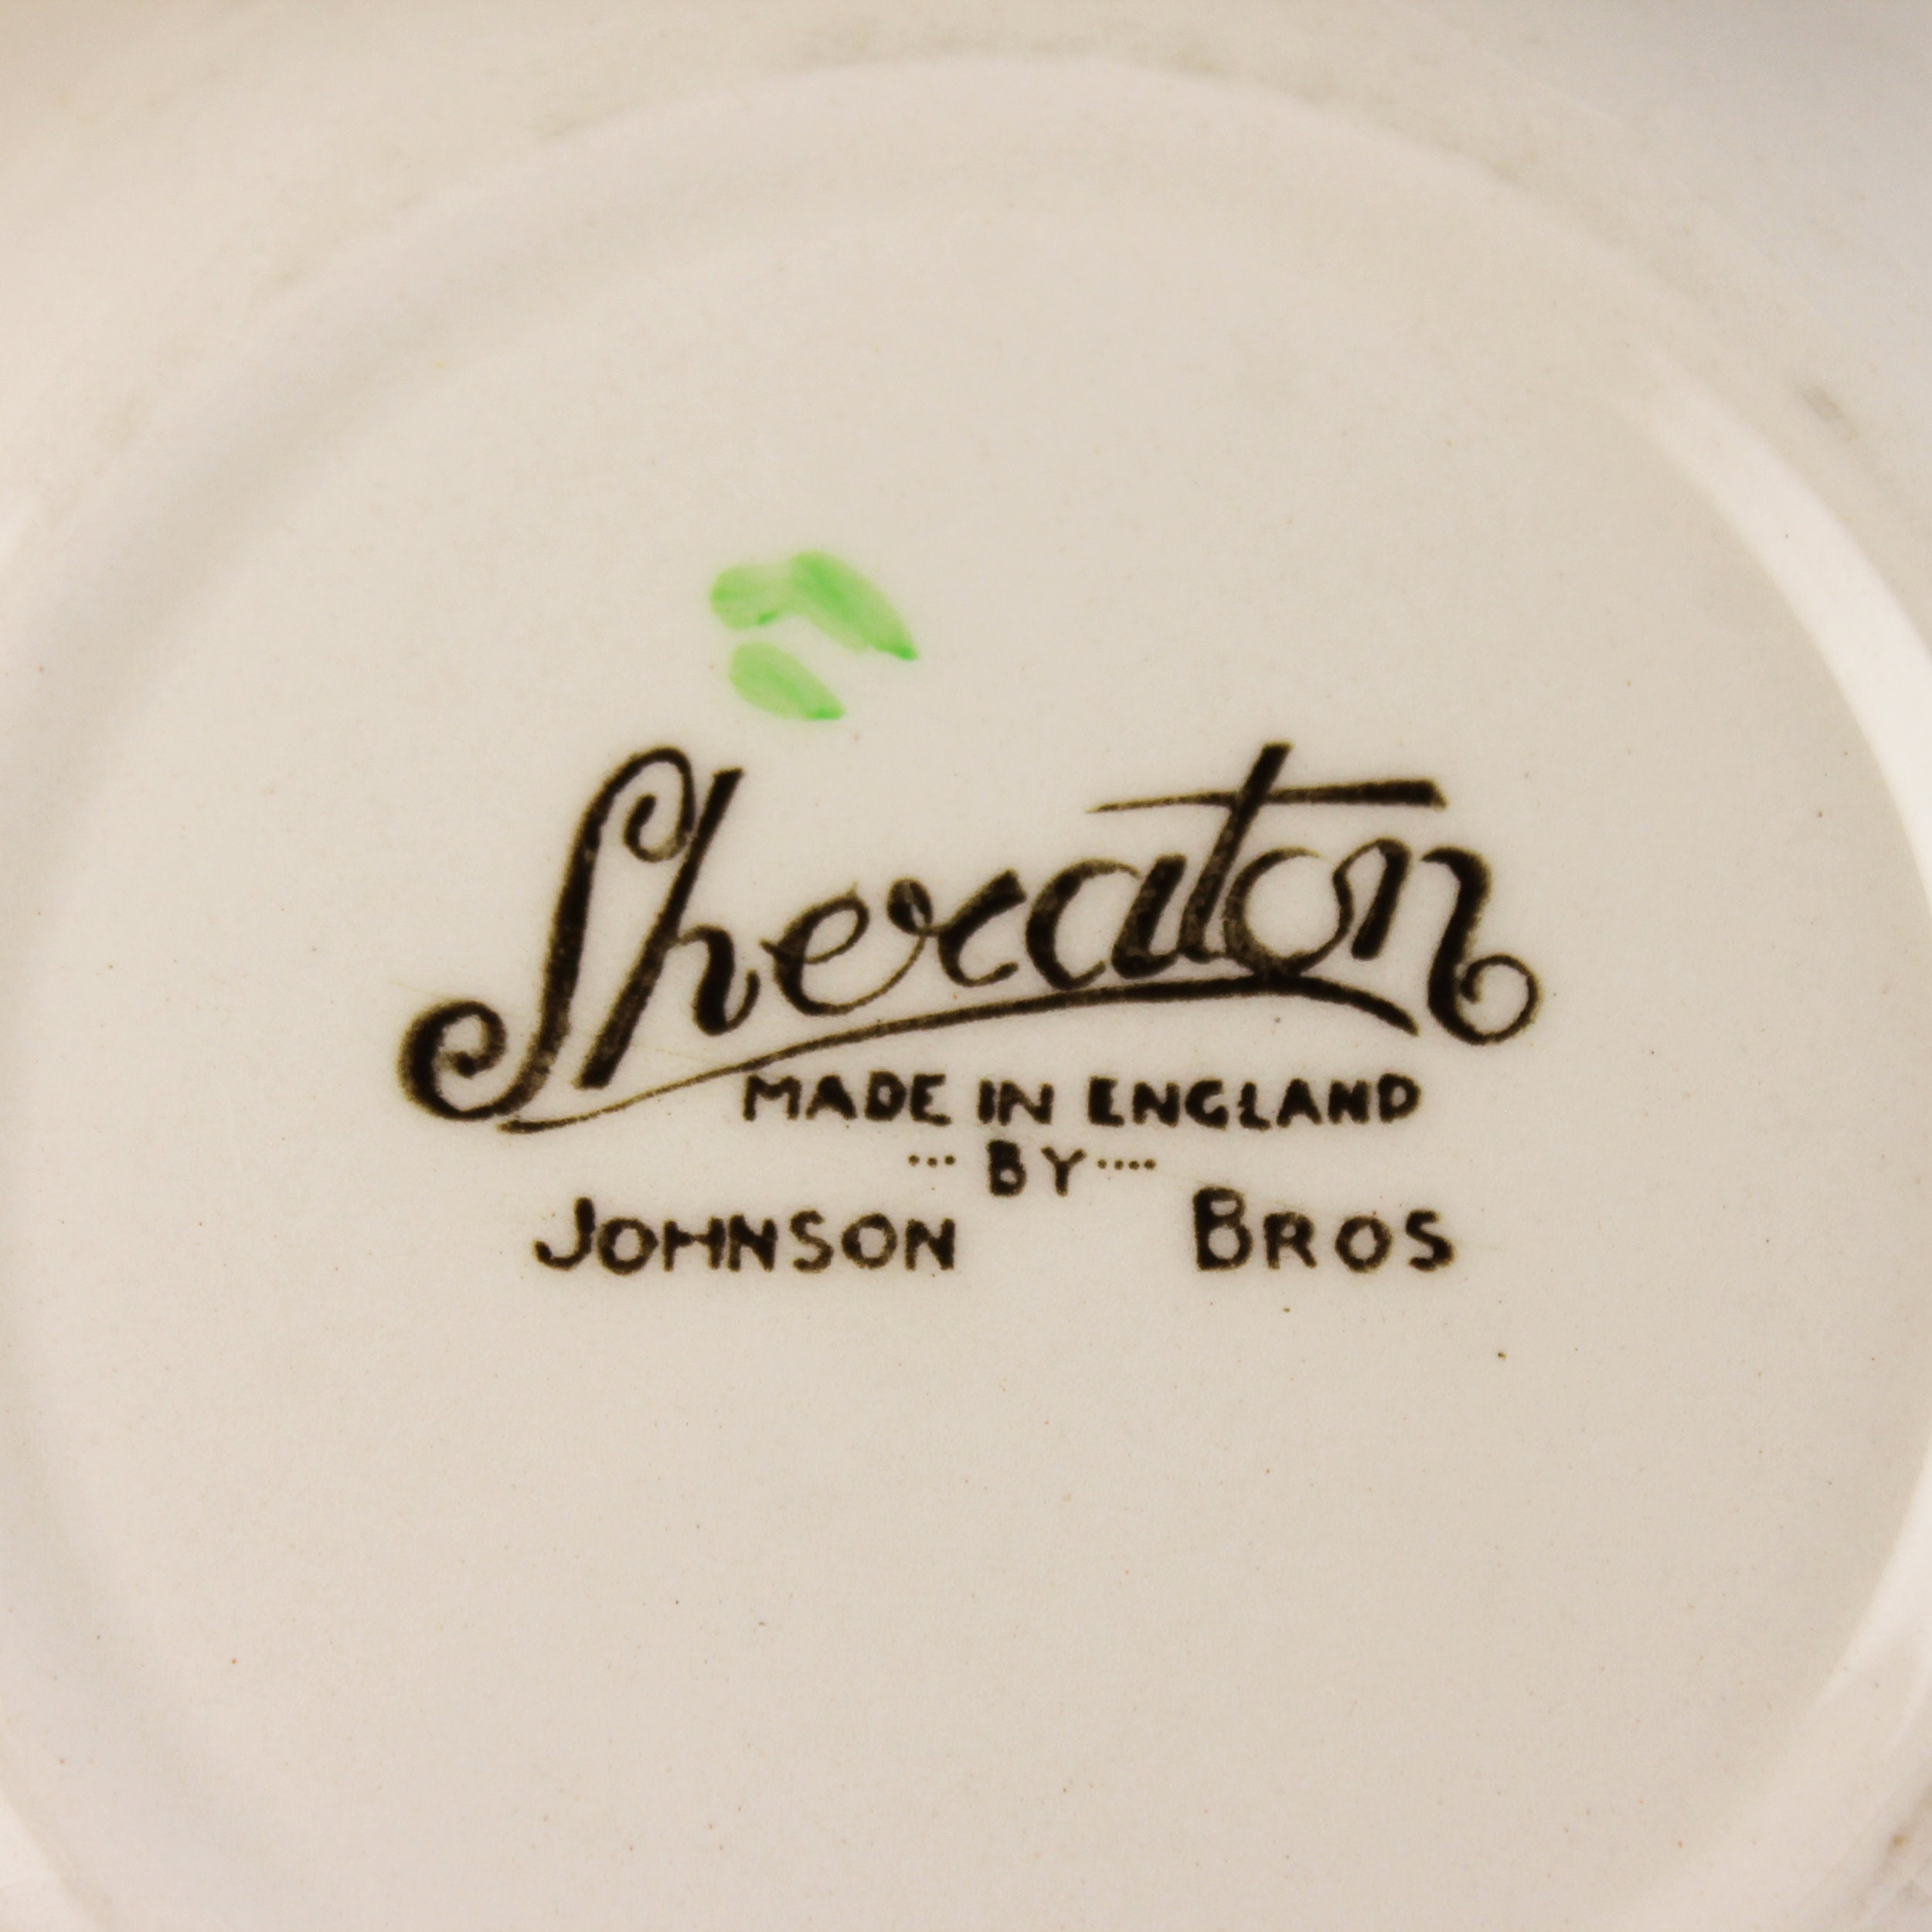 Sheraton
MADE IN ENGLAND
... BY ....
JOHNSON BROS